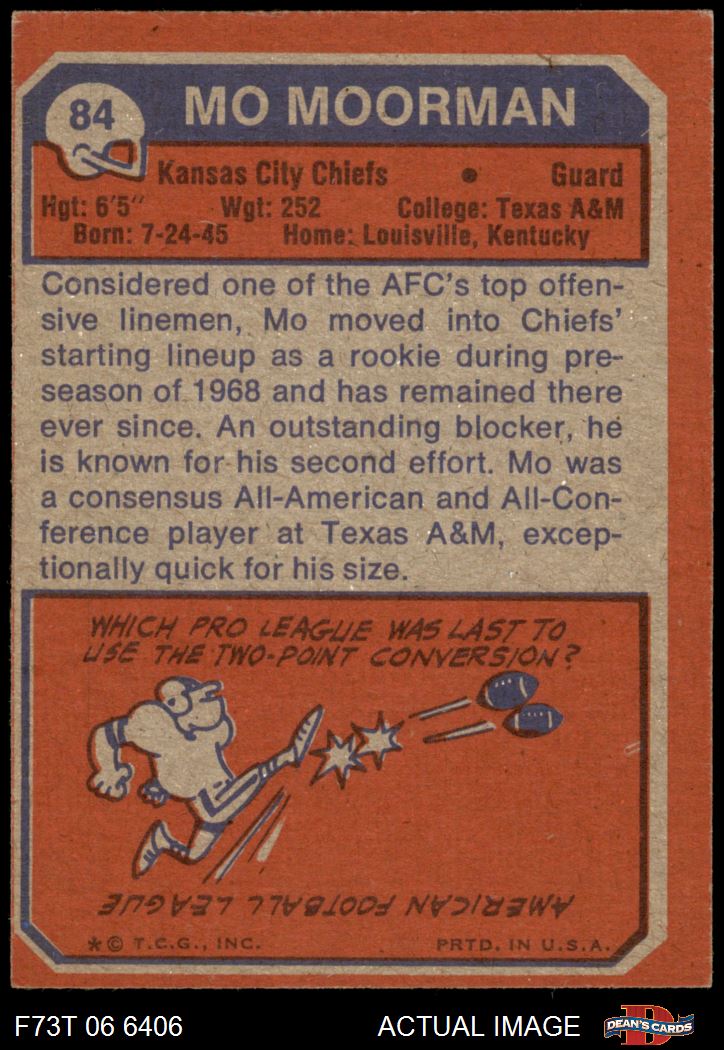 84
MO MOORMAN
Kansas City Chiefs • Guard
Hgt: 6'5" Wgt: 252 College: Texas A&M
Born: 7-24-45 Home: Louisville, Kentucky
Considered one of the AFC's top offen-
sive linemen, Mo moved into Chiefs'
starting lineup as a rookie during pre-
season of 1968 and has remained there
ever since. An outstanding blocker, he
is known for his second effort. Mo was
a consensus All-American and All-Con-
ference player at Texas A&M, excep-
tionally quick for his size.
WHICH PRO LEAGUE WAS LAST TO
USE THE TWO-POINT CONVERSION?
AMERICAN FOOTBALL LEAGUE
*© T.C.G., INC. PRTD. IN U.S.A.
F73T 06 6406 ACTUAL IMAGE
D
DEAN'S CARDS